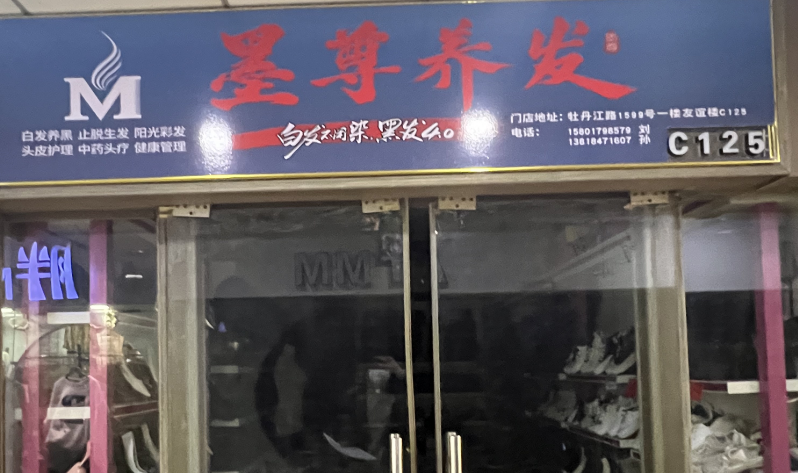 墨尊养发
M
白发养黑 止脱生发 阳光彩发
头皮护理 中药头疗 健康管理
白发不用染,黑发么。
门店地址:牡丹江路1599号一楼友谊楼C125
电话: 15801798579 刘
13618471607 孙
C125
胖